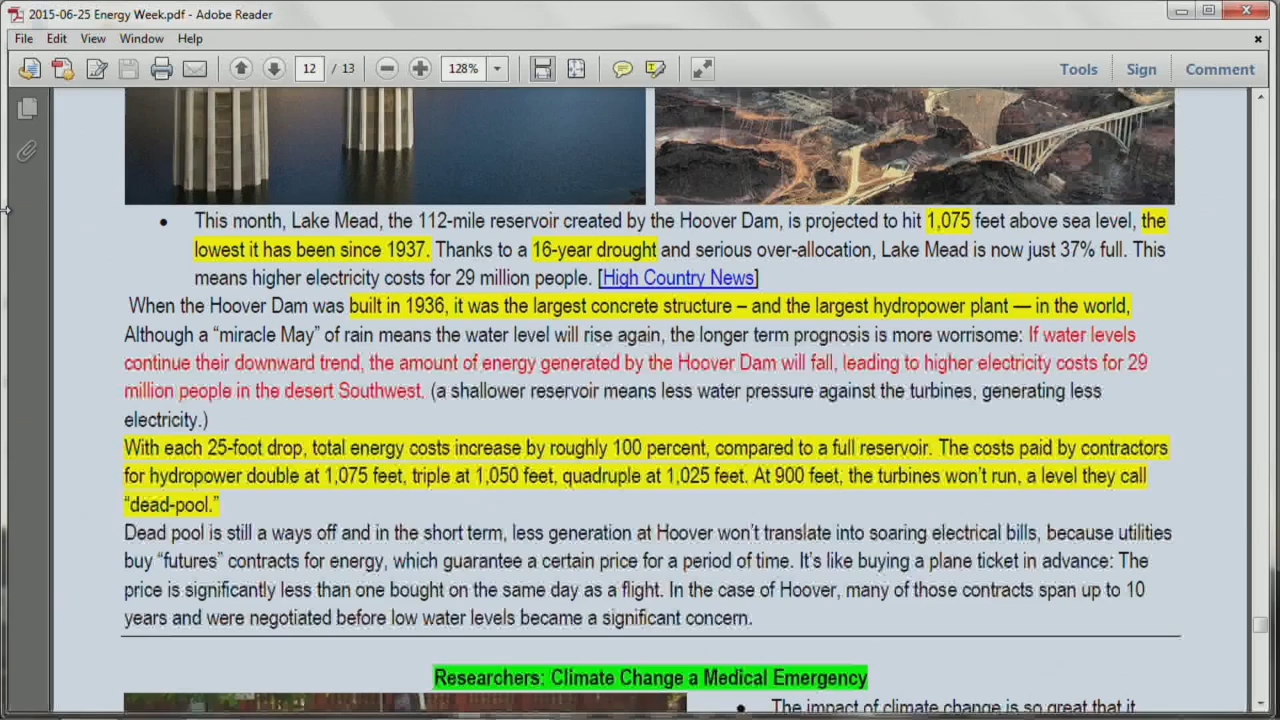 2015-06-25 Energy Week.pdf - Adobe Reader
File Edit View Window Help
12 / 13 128% Tools Sign Comment
• This month, Lake Mead, the 112-mile reservoir created by the Hoover Dam, is projected to hit 1,075 feet above sea level, the
lowest it has been since 1937. Thanks to a 16-year drought and serious over-allocation, Lake Mead is now just 37% full. This
means higher electricity costs for 29 million people. [High Country News]
When the Hoover Dam was built in 1936, it was the largest concrete structure – and the largest hydropower plant — in the world,
Although a “miracle May” of rain means the water level will rise again, the longer term prognosis is more worrisome: If water levels
continue their downward trend, the amount of energy generated by the Hoover Dam will fall, leading to higher electricity costs for 29
million people in the desert Southwest. (a shallower reservoir means less water pressure against the turbines, generating less
electricity.)
With each 25-foot drop, total energy costs increase by roughly 100 percent, compared to a full reservoir. The costs paid by contractors
for hydropower double at 1,075 feet, triple at 1,050 feet, quadruple at 1,025 feet. At 900 feet, the turbines won’t run, a level they call
“dead-pool.”
Dead pool is still a ways off and in the short term, less generation at Hoover won’t translate into soaring electrical bills, because utilities
buy “futures” contracts for energy, which guarantee a certain price for a period of time. It’s like buying a plane ticket in advance: The
price is significantly less than one bought on the same day as a flight. In the case of Hoover, many of those contracts span up to 10
years and were negotiated before low water levels became a significant concern.
Researchers: Climate Change a Medical Emergency
• The impact of climate change is so great that it